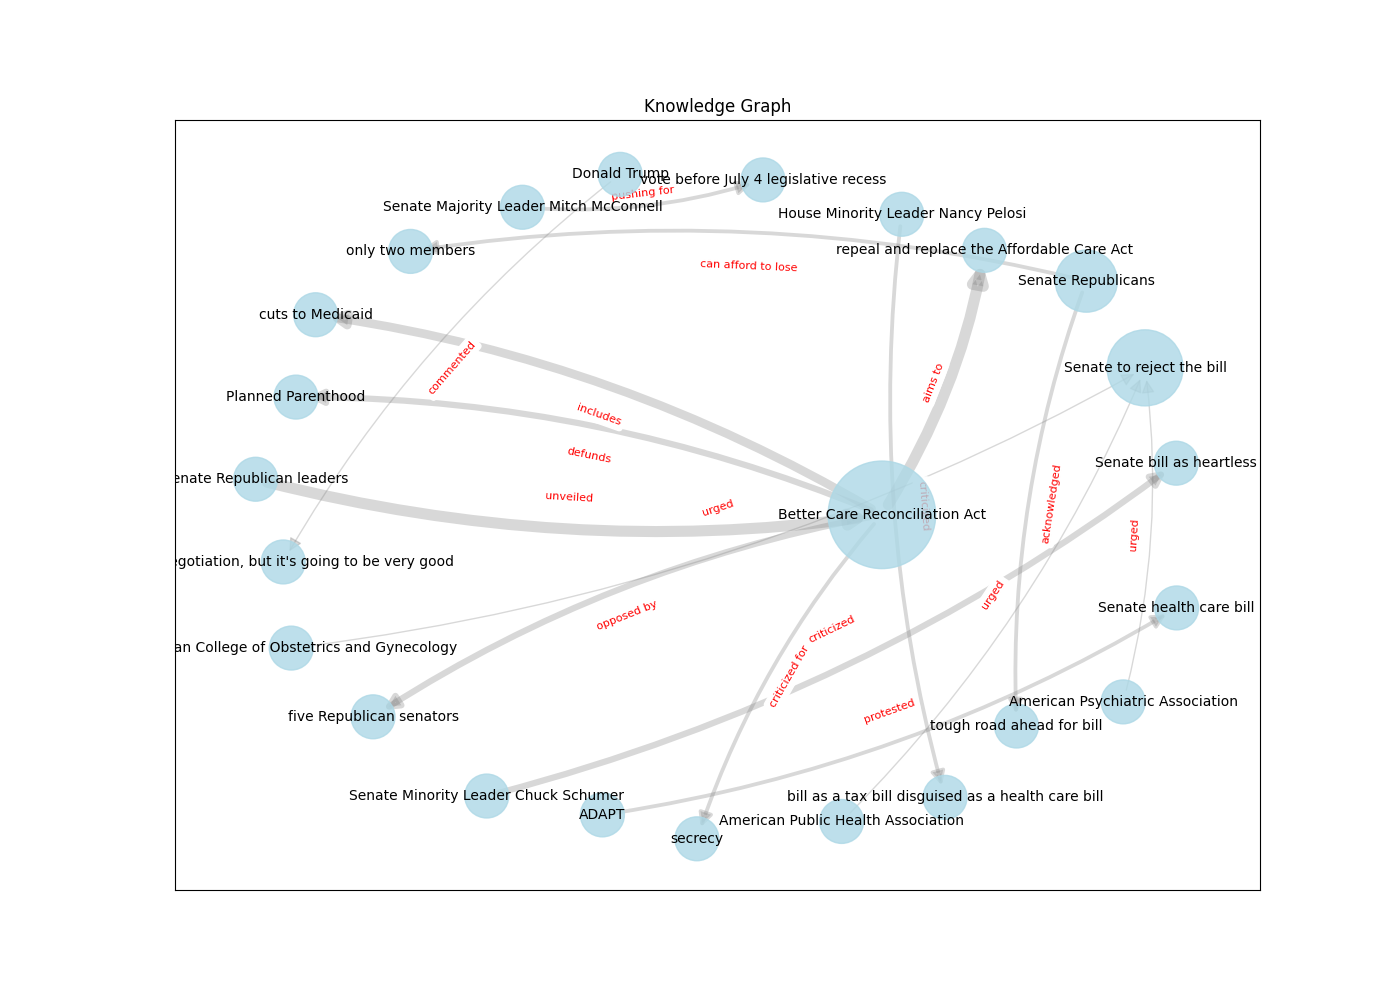 Knowledge Graph
Donald Trump
vote before July 4 legislative recess
pushing for
Senate Majority Leader Mitch McConnell
House Minority Leader Nancy Pelosi
only two members
repeal and replace the Affordable Care Act
can afford to lose
Senate Republicans
cuts to Medicaid
commented
Senate to reject the bill
aims to
Planned Parenthood
includes
defunds
Senate bill as heartless
enate Republican leaders
unveiled
urged
criticized
acknowledged
Better Care Reconciliation Act
urged
egotiation, but it's going to be very good
urged
opposed by
criticized
Senate health care bill
an College of Obstetrics and Gynecology
criticized for
five Republican senators
protested
American Psychiatric Association
tough road ahead for bill
Senate Minority Leader Chuck Schumer
bill as a tax bill disguised as a health care bill
ADAPT
American Public Health Association
secrecy